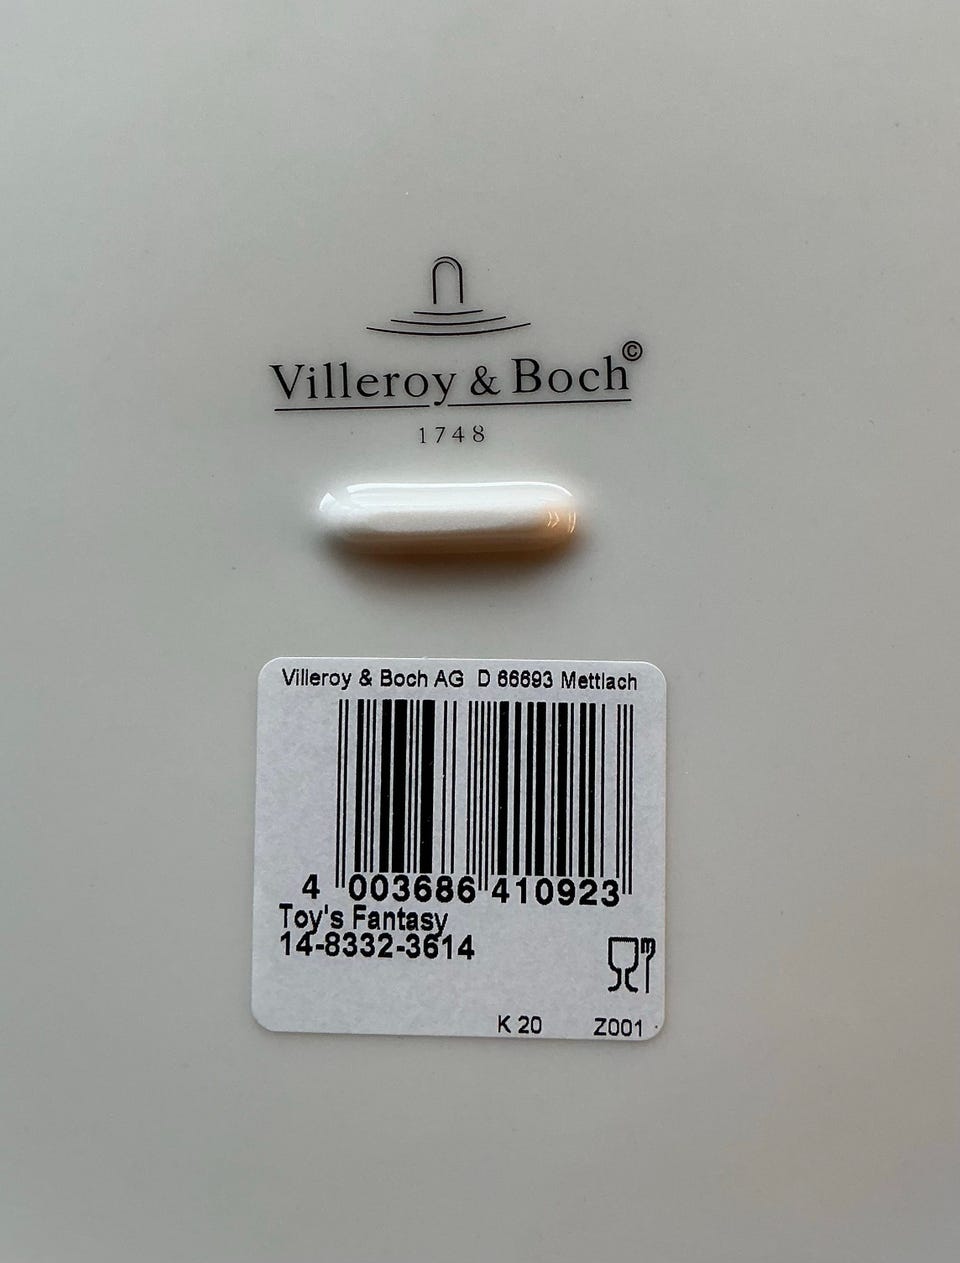 Villeroy & Boch©
1748
Villeroy & Boch AG D 66693 Mettlach
4 003686 410923
Toy's Fantasy
14-8332-3614
K 20 Z001